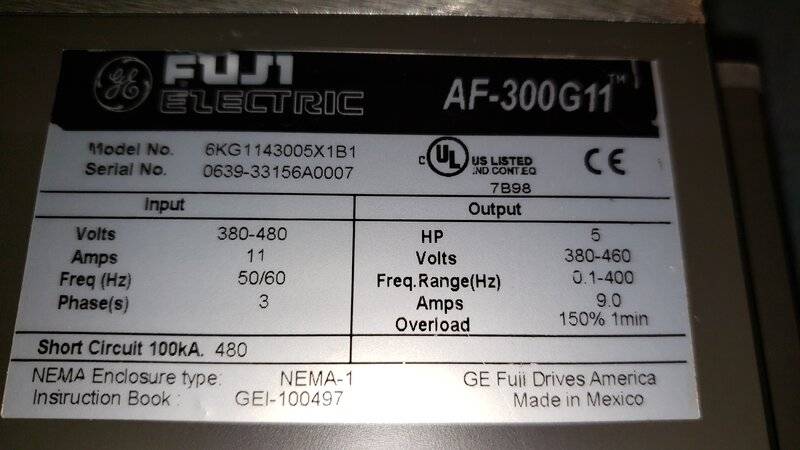 GE FUJI ELECTRIC AF-300G11™
Model No. 6KG1143005X1B1
Serial No. 0639-33156A0007
C UL US LISTED
IND CONT.EQ
7B98
CE
Input
Volts 380-480
Amps 11
Freq (Hz) 50/60
Phase(s) 3
Output
HP 5
Volts 380-460
Freq.Range(Hz) 0.1-400
Amps 9.0
Overload 150% 1min
Short Circuit 100kA. 480
NEMA Enclosure type: NEMA-1
Insiruction Book : GEI-100497
GE Fuji Drives America
Made in Mexico